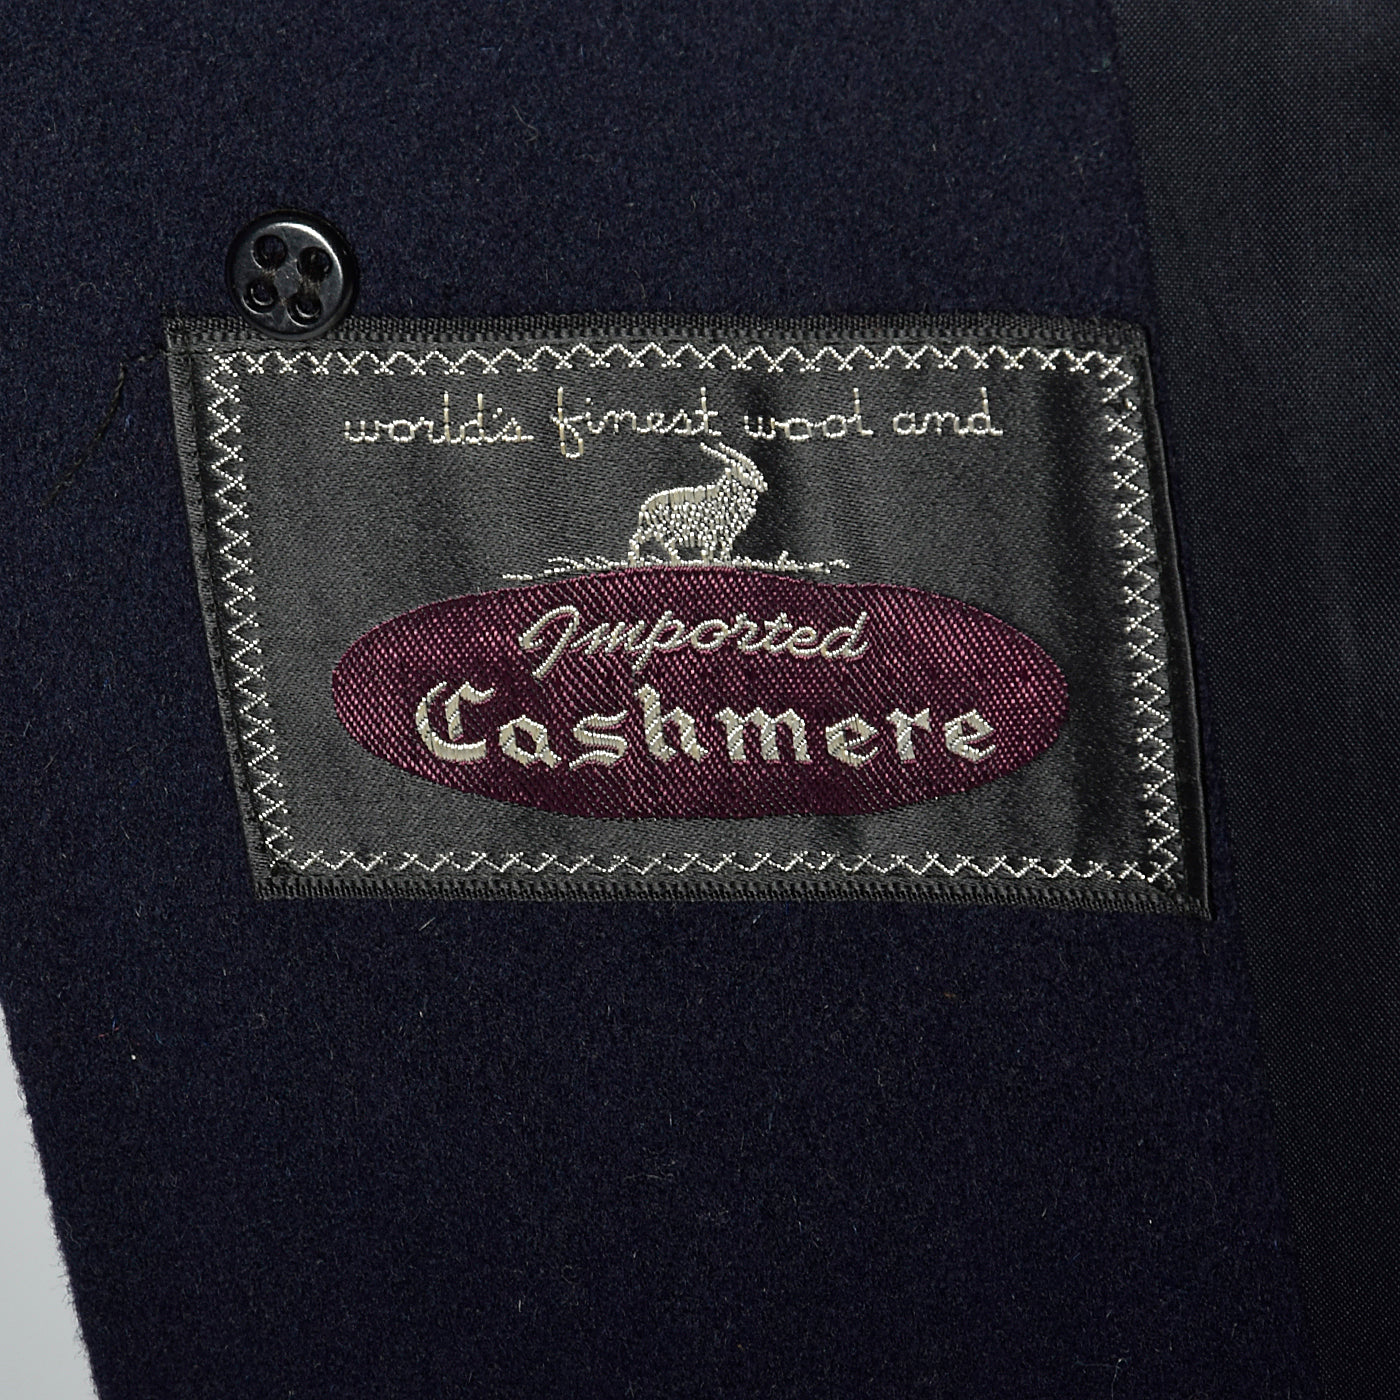 world's finest wool and
Imported
Cashmere